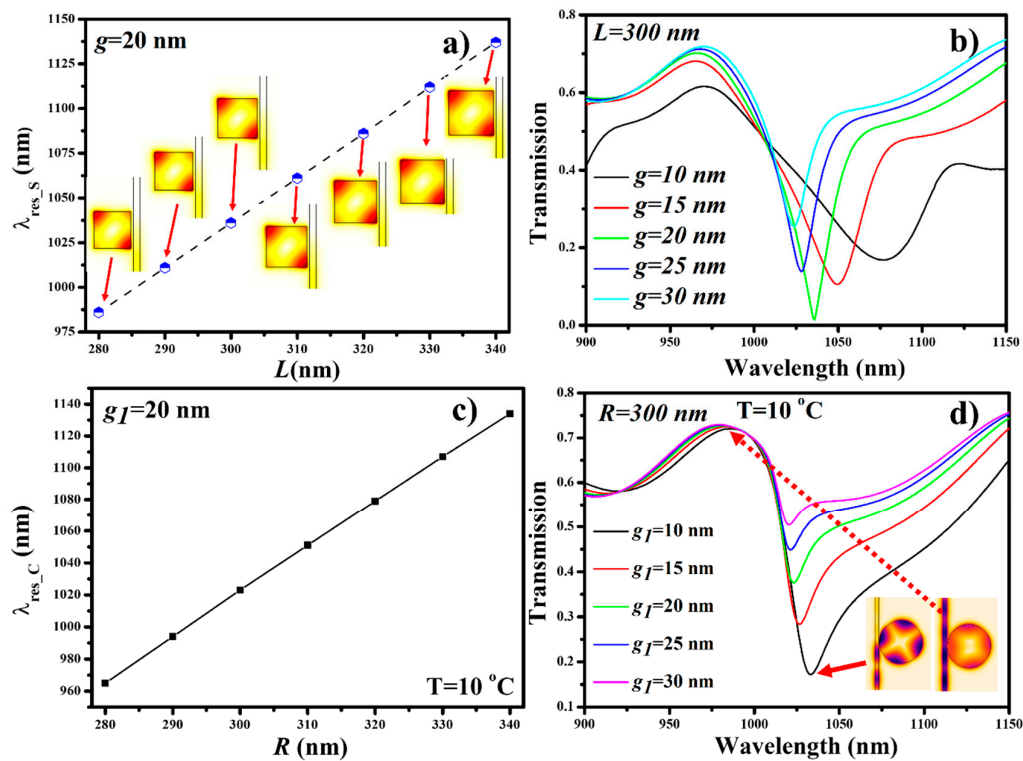 g=20 nm
a)
1150
1125
1100
1075
1050
1025
1000
975
λres_S (nm)
280 290 300 310 320 330 340
L(nm)
L=300 nm
b)
0.8
0.6
0.4
0.2
0.0
Transmission
g=10 nm
g=15 nm
g=20 nm
g=25 nm
g=30 nm
900 950 1000 1050 1100 1150
Wavelength (nm)
g1=20 nm
c)
1140
1120
1100
1080
1060
1040
1020
1000
980
960
λres_C (nm)
T=10 °C
280 290 300 310 320 330 340
R (nm)
R=300 nm
T=10 °C
d)
0.8
0.7
0.6
0.5
0.4
0.3
0.2
0.1
Transmission
g1=10 nm
g1=15 nm
g1=20 nm
g1=25 nm
g1=30 nm
900 950 1000 1050 1100 1150
Wavelength (nm)